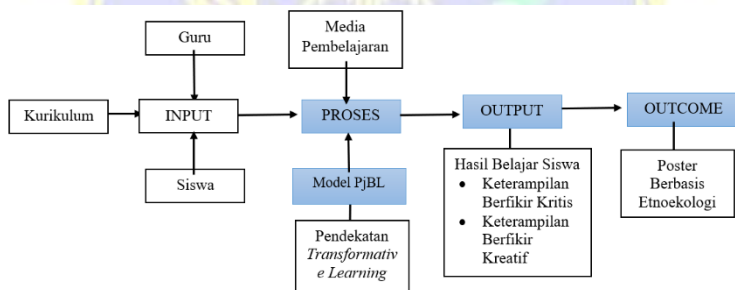 Guru
Media
Pembelajaran
Kurikulum
INPUT
PROSES
OUTPUT
OUTCOME
Siswa
Model PjBL
Pendekatan
Transformativ
e Learning
Hasil Belajar Siswa
• Keterampilan
Berfikir Kritis
• Keterampilan
Berfikir
Kreatif
Poster
Berbasis
Etnoekologi